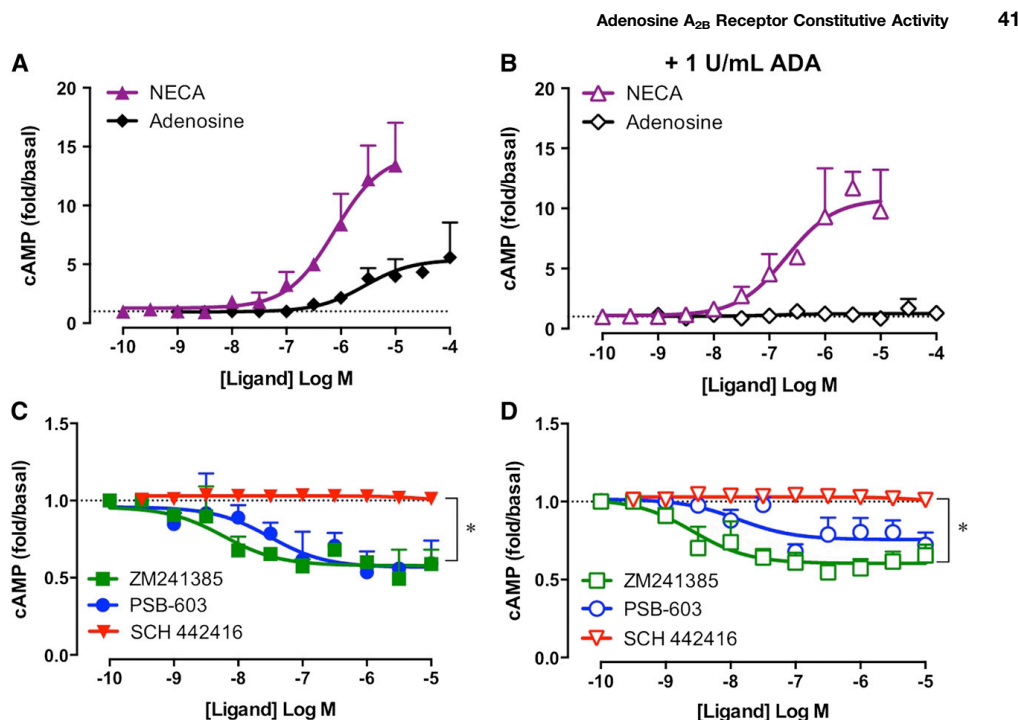 Adenosine A2B Receptor Constitutive Activity 41
A
NECA
Adenosine
cAMP (fold/basal)
20
15
10
5
0
-10 -9 -8 -7 -6 -5 -4
[Ligand] Log M
B
+ 1 U/mL ADA
NECA
Adenosine
cAMP (fold/basal)
20
15
10
5
0
-10 -9 -8 -7 -6 -5 -4
[Ligand] Log M
C
cAMP (fold/basal)
1.5
1.0
0.5
0.0
*
ZM241385
PSB-603
SCH 442416
-10 -9 -8 -7 -6 -5
[Ligand] Log M
D
cAMP (fold/basal)
1.5
1.0
0.5
0.0
*
ZM241385
PSB-603
SCH 442416
-10 -9 -8 -7 -6 -5
[Ligand] Log M